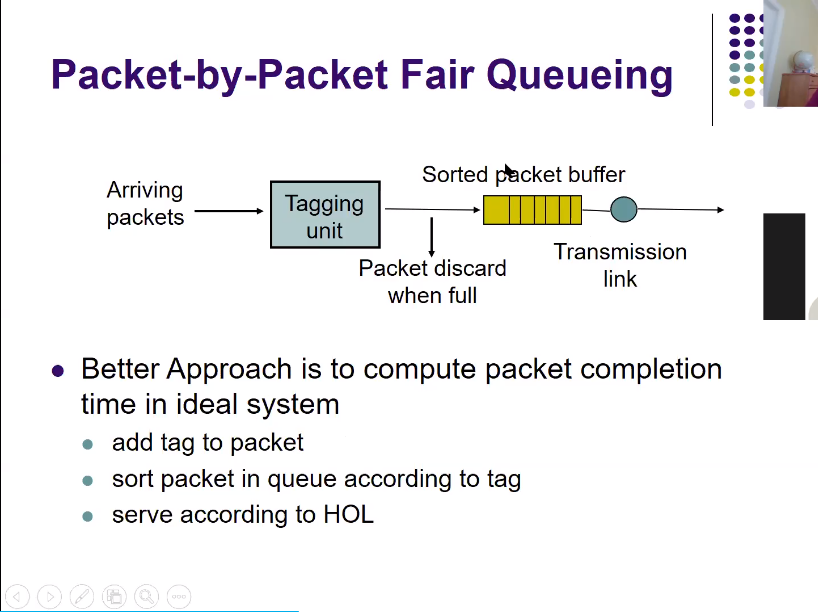 Packet-by-Packet Fair Queueing
Sorted packet buffer
Arriving
packets
Tagging
unit
Packet discard
when full
Transmission
link
Better Approach is to compute packet completion
time in ideal system
add tag to packet
sort packet in queue according to tag
serve according to HOL